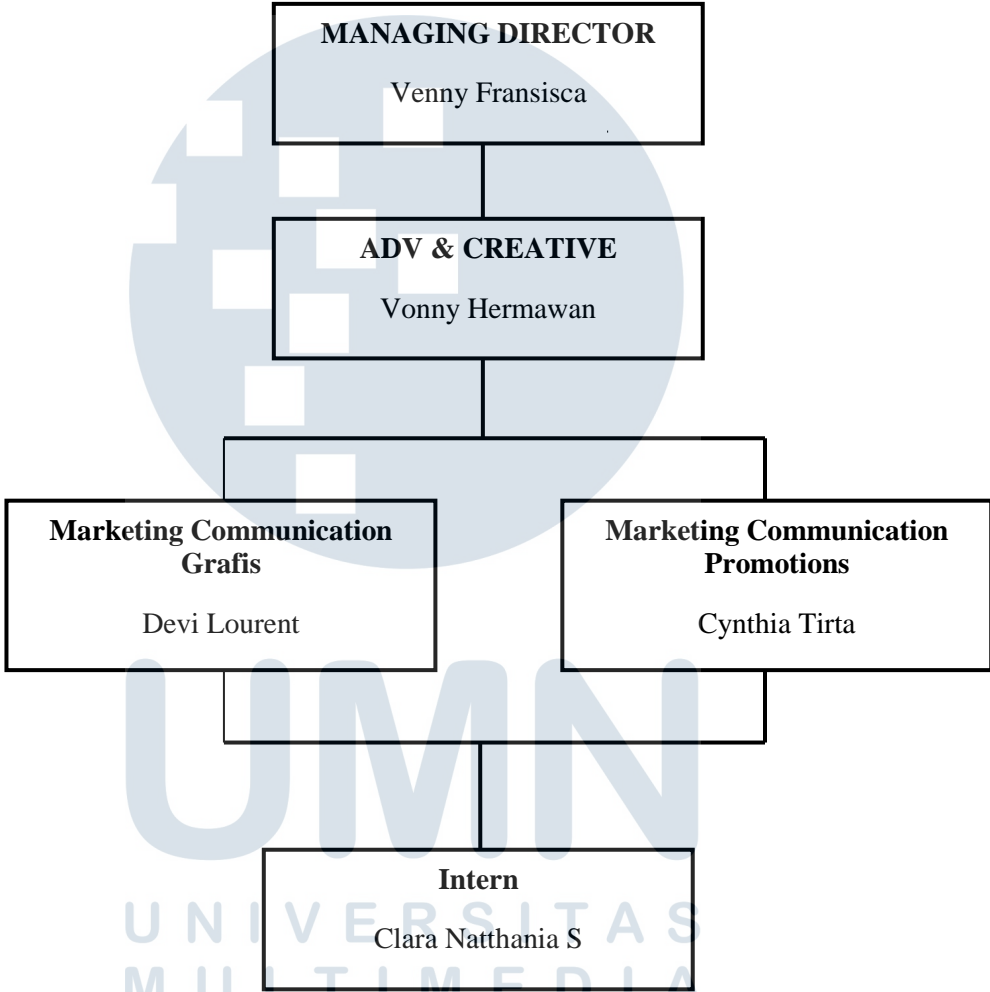 MANAGING DIRECTOR
Venny Fransisca
ADV & CREATIVE
Vonny Hermawan
Marketing Communication
Grafis
Devi Lourent
Marketing Communication
Promotions
Cynthia Tirta
UMN
Intern
Clara Natthania S
UNIVERSITAS
MULTIMEDIA